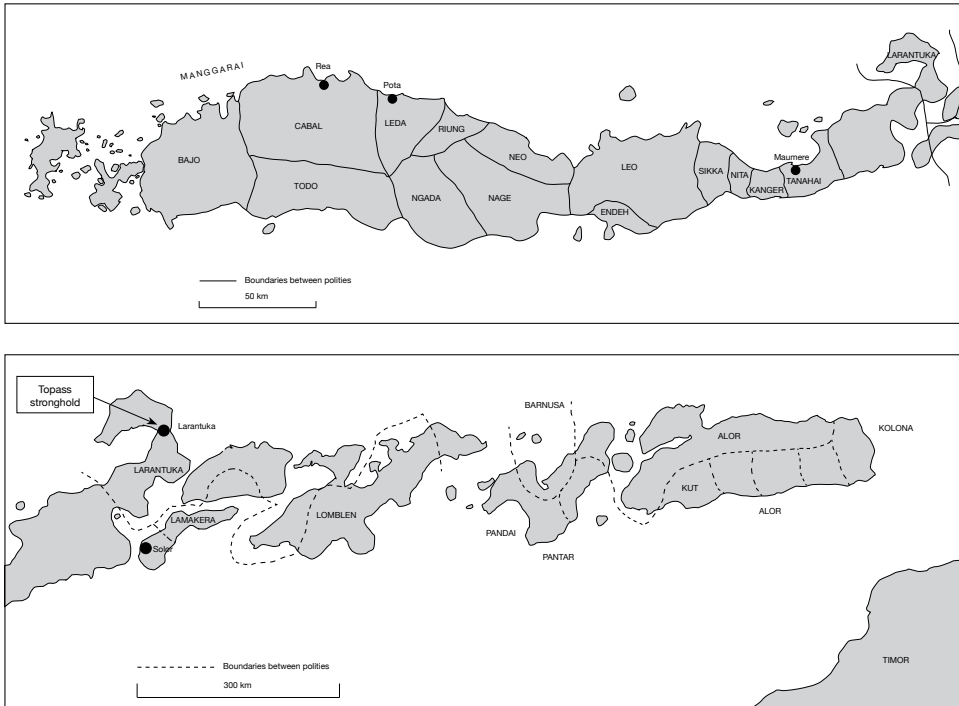 MANGGARAI
Rea
Pota
LARANTUKA
CABAL
LEDA
RIUNG
BAJO
NEO
Maumere
LEO
SIKKA
NITA
KANGER
TANAHAI
TODO
NGADA
NAGE
ENDEH
Boundaries between polities
50 km
Topass
stronghold
Larantuka
BARNUSA
KOLONA
ALOR
LARANTUKA
KUT
LAMAKERA
LOMBLEN
ALOR
PANDAI
Solor
PANTAR
TIMOR
Boundaries between polities
300 km